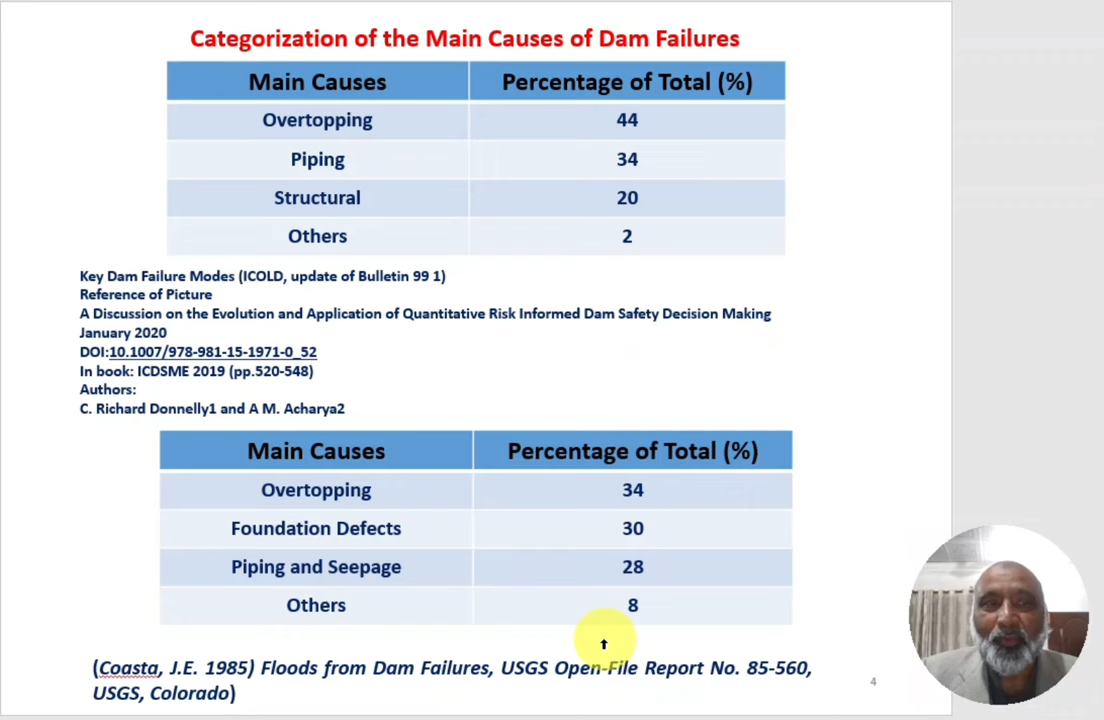 Categorization of the Main Causes of Dam Failures
Main Causes Percentage of Total (%)
Overtopping 44
Piping 34
Structural 20
Others 2
Key Dam Failure Modes (ICOLD, update of Bulletin 99 1)
Reference of Picture
A Discussion on the Evolution and Application of Quantitative Risk Informed Dam Safety Decision Making
January 2020
DOI:10.1007/978-981-15-1971-0_52
In book: ICDSME 2019 (pp.520-548)
Authors:
C. Richard Donnelly1 and A M. Acharya2
Main Causes Percentage of Total (%)
Overtopping 34
Foundation Defects 30
Piping and Seepage 28
Others 8
(Coasta, J.E. 1985) Floods from Dam Failures, USGS Open-File Report No. 85-560,
USGS, Colorado)
4